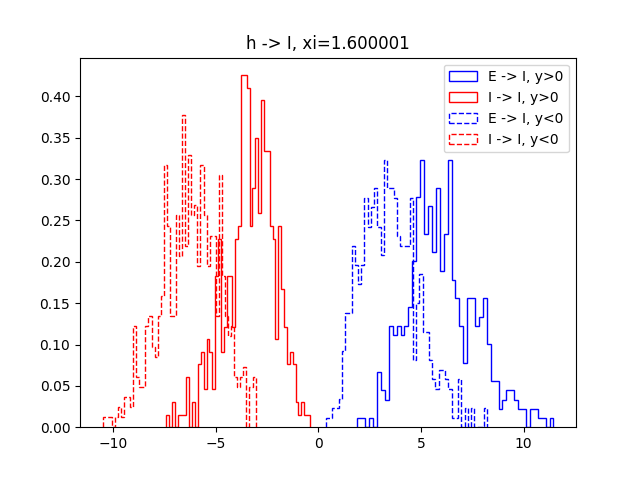 h -> I, xi=1.600001
E -> I, y>0
I -> I, y>0
E -> I, y<0
I -> I, y<0
0.40
0.35
0.30
0.25
0.20
0.15
0.10
0.05
0.00
−10
−5
0
5
10